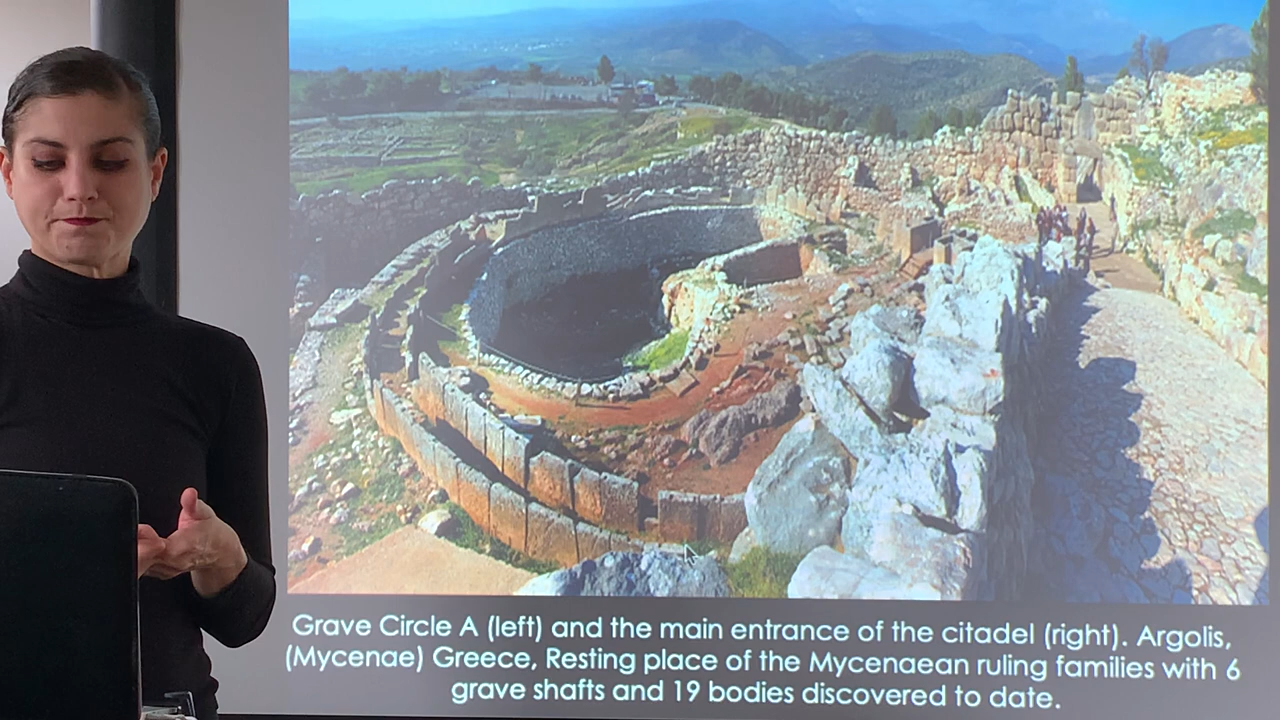 Grave Circle A (left) and the main entrance of the citadel (right). Argolis,
(Mycenae) Greece, Resting place of the Mycenaean ruling families with 6
grave shafts and 19 bodies discovered to date.